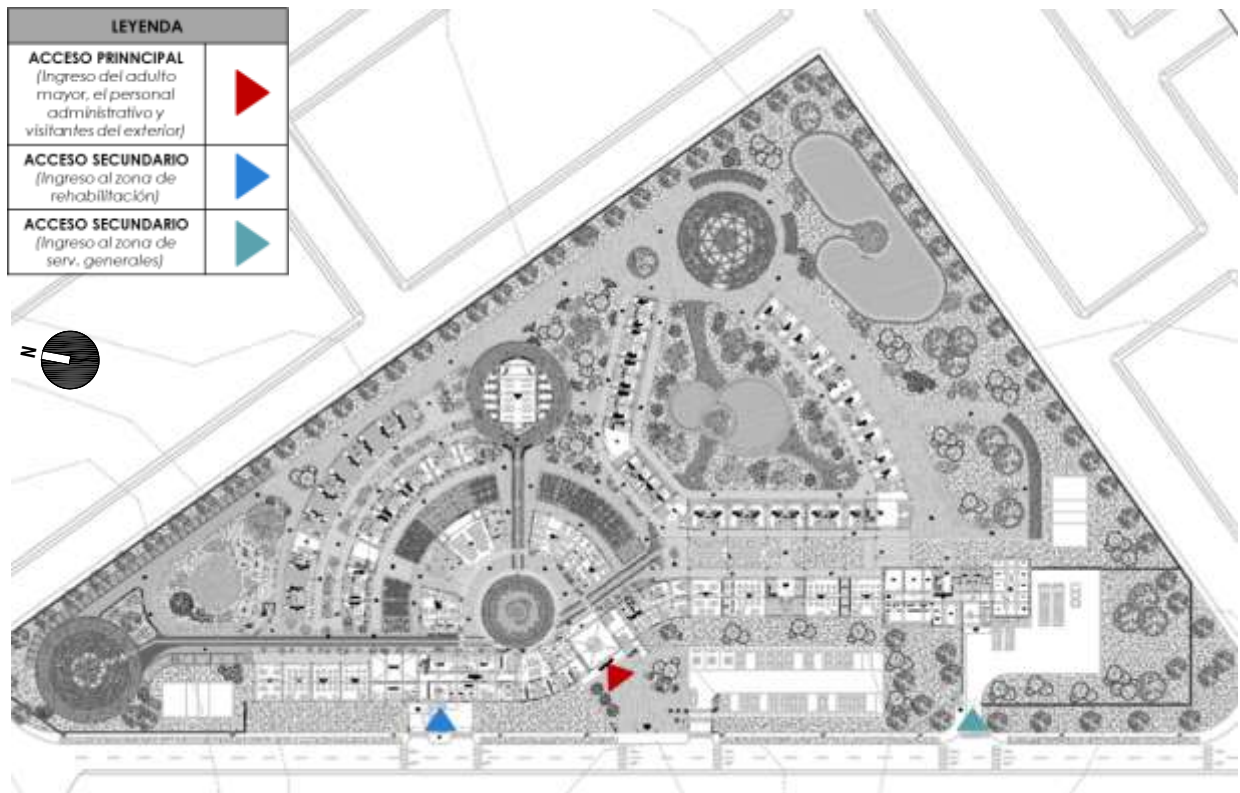 LEYENDA
ACCESO PRINNCIPAL
(Ingreso del adulto
mayor, el personal
administrativo y
visitantes del exterior)
ACCESO SECUNDARIO
(Ingreso al zona de
rehabilitación)
ACCESO SECUNDARIO
(Ingreso al zona de
serv. generales)
N